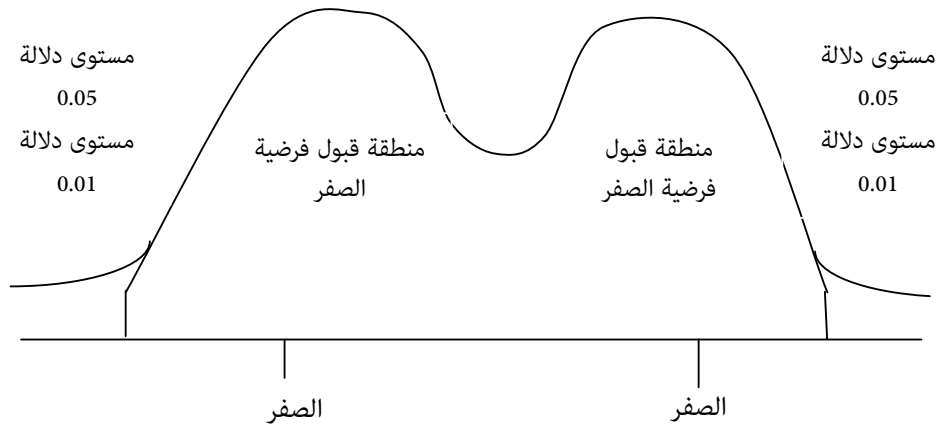 مستوى دلالة
0.05
مستوى دلالة
0.01
منطقة قبول
فرضية الصفر
منطقة قبول فرضية
الصفر
مستوى دلالة
0.05
مستوى دلالة
0.01
الصفر
الصفر